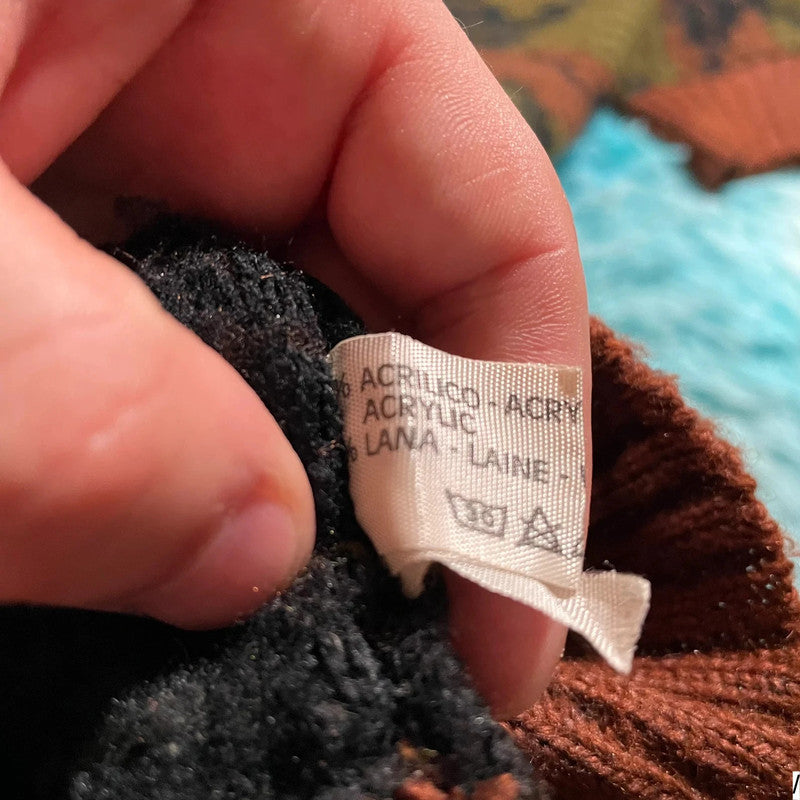 % ACRILICO - ACRY
ACRYLIC
% LANA - LAINE -
30